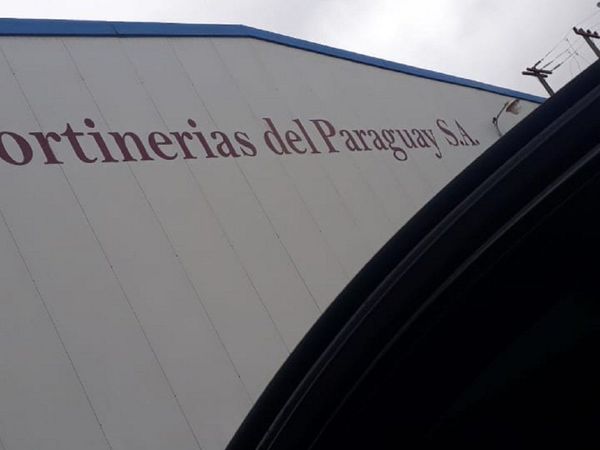 ortinerias del Paraguay S.A.